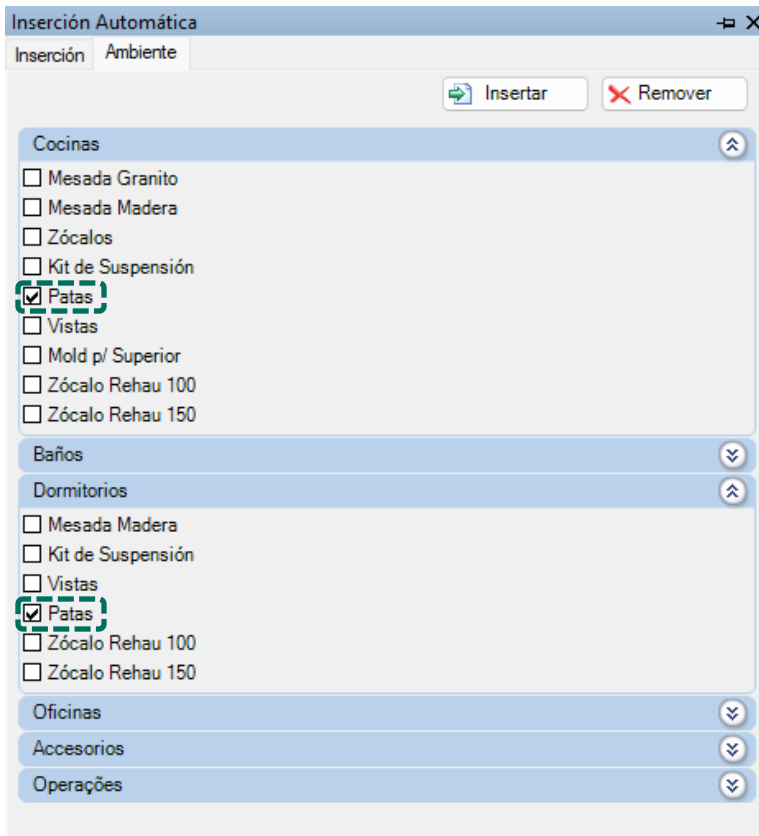 Inserción Automática
Inserción Ambiente
Insertar Remover
Cocinas
Mesada Granito
Mesada Madera
Zócalos
Kit de Suspensión
Patas
Vistas
Mold p/ Superior
Zócalo Rehau 100
Zócalo Rehau 150
Baños
Dormitorios
Mesada Madera
Kit de Suspensión
Vistas
Patas
Zócalo Rehau 100
Zócalo Rehau 150
Oficinas
Accesorios
Operações